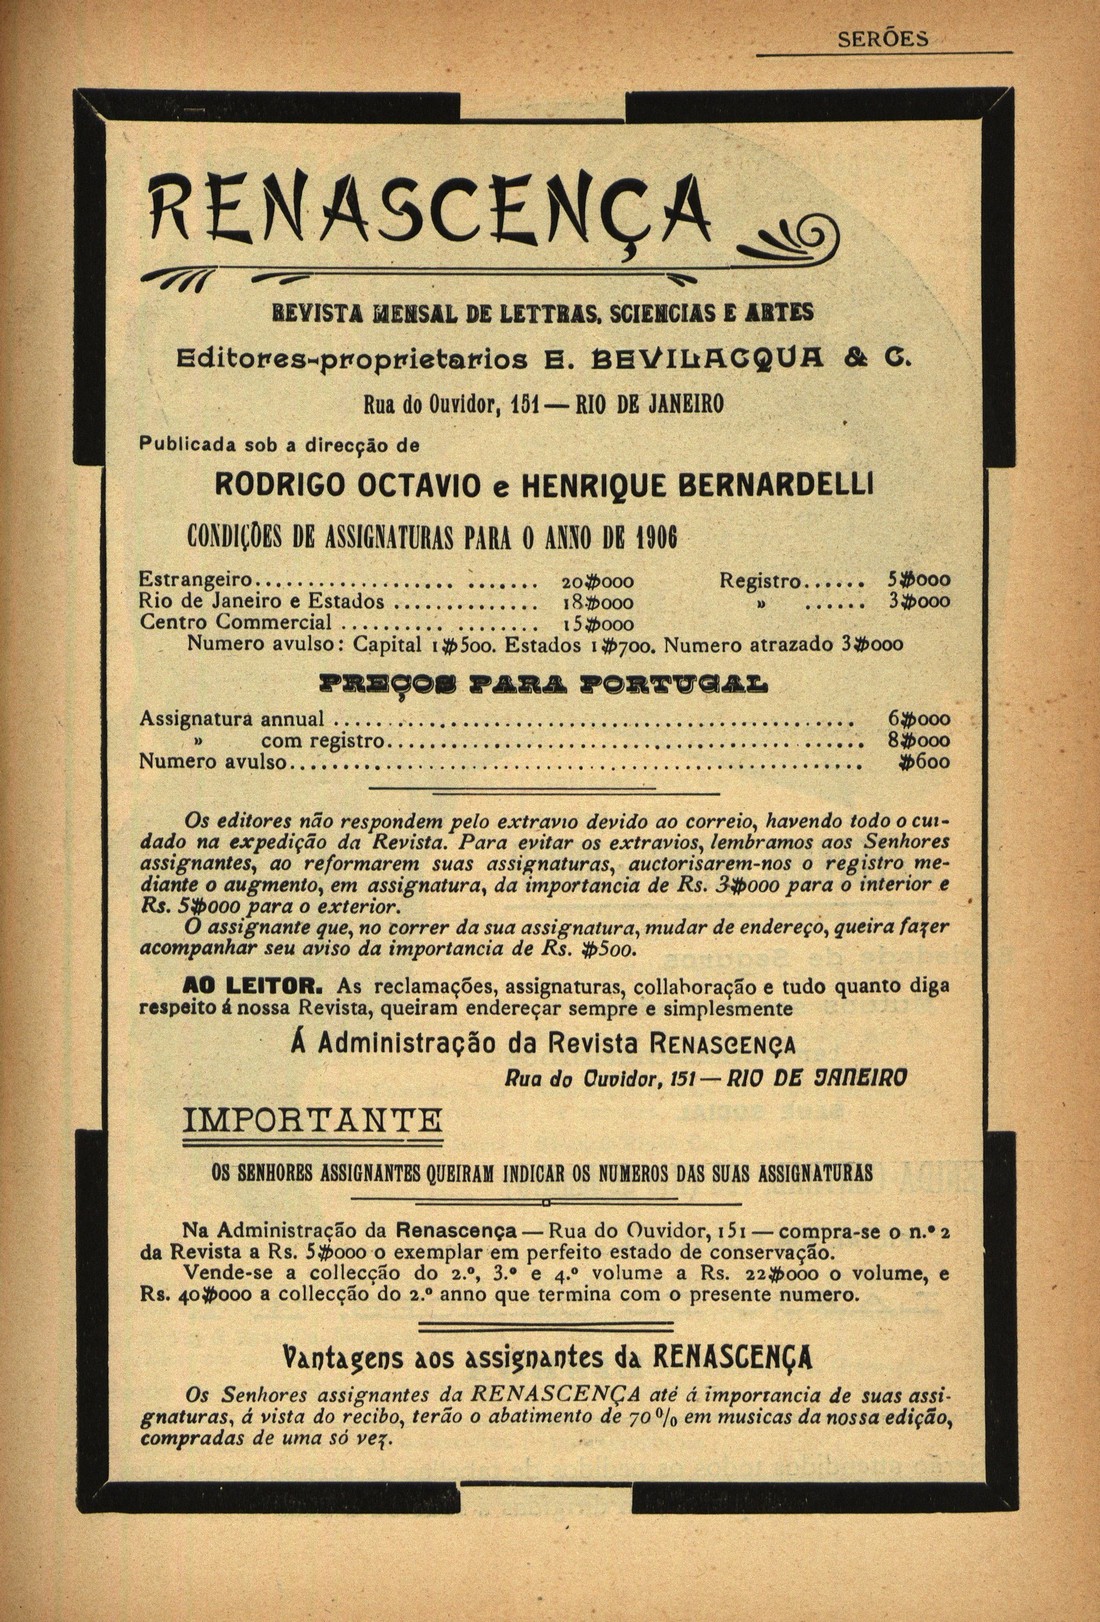 SERÕES
RENASCENÇA
REVISTA MENSAL DE LETTRAS, SCIENCIAS E ARTES
Editores-proprietarios E. BEVILACQUA & C.
Rua do Ouvidor, 151 — RIO DE JANEIRO
Publicada sob a direcção de
RODRIGO OCTAVIO e HENRIQUE BERNARDELLI
CONDIÇÕES DE ASSIGNATURAS PARA O ANNO DE 1906
Estrangeiro.................. ....... 20$000 Registro...... 5$000
Rio de Janeiro e Estados .............. 18$000 » ...... 3$000
Centro Commercial .......... ........ 15$000
Numero avulso: Capital 1$500. Estados 1$700. Numero atrazado 3$000
PREÇOS PARA PORTUGAL
Assignatura annual ............................................. 6$000
» com registro......................................... 8$000
Numero avulso.................................................. $600
Os editores não respondem pelo extravio devido ao correio, havendo todo o cui-
dado na expedição da Revista. Para evitar os extravios, lembramos aos Senhores
assignantes, ao reformarem suas assignaturas, auctorisarem-nos o registro me-
diante o augmento, em assignatura, da importancia de Rs. 3$000 para o interior e
Rs. 5$000 para o exterior.
O assignante que, no correr da sua assignatura, mudar de endereço, queira fazer
acompanhar seu aviso da importancia de Rs. $500.
AO LEITOR. As reclamações, assignaturas, collaboração e tudo quanto diga
respeito á nossa Revista, queiram endereçar sempre e simplesmente
Á Administração da Revista RENASCENÇA
Rua do Ouvidor, 151 — RIO DE JANEIRO
IMPORTANTE
OS SENHORES ASSIGNANTES QUEIRAM INDICAR OS NUMEROS DAS SUAS ASSIGNATURAS
Na Administração da Renascença — Rua do Ouvidor, 151 — compra-se o n.º 2
da Revista a Rs. 5$000 o exemplar em perfeito estado de conservação.
Vende-se a collecção do 2.º, 3.º e 4.º volume a Rs. 22$000 o volume, e
Rs. 40$000 a collecção do 2.º anno que termina com o presente numero.
Vantagens aos assignantes da RENASCENÇA
Os Senhores assignantes da RENASCENÇA até á importancia de suas assi-
gnaturas, á vista do recibo, terão o abatimento de 70% em musicas da nossa edição,
compradas de uma só vez.